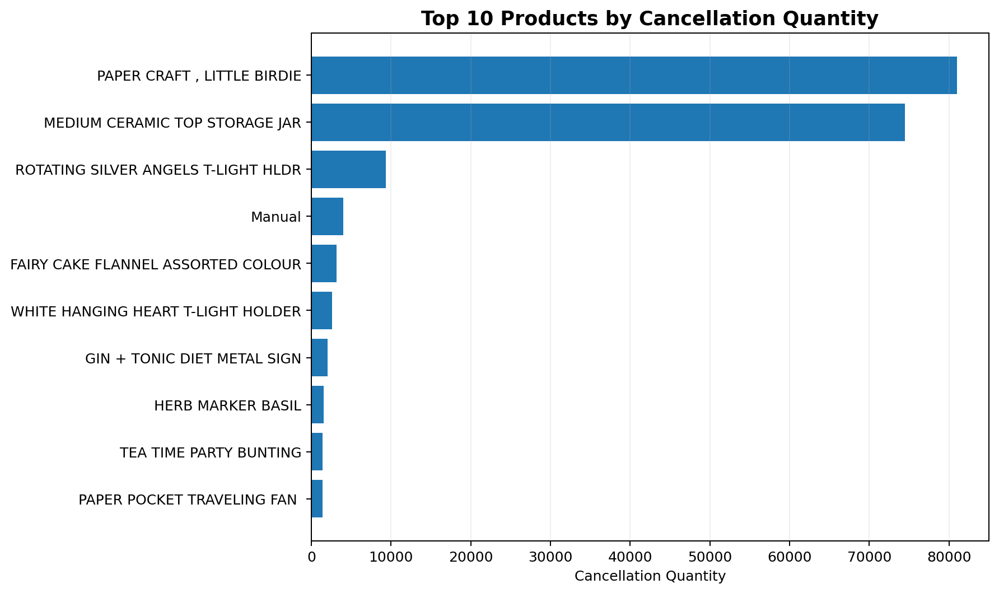 Top 10 Products by Cancellation Quantity
PAPER CRAFT , LITTLE BIRDIE
MEDIUM CERAMIC TOP STORAGE JAR
ROTATING SILVER ANGELS T-LIGHT HLDR
Manual
FAIRY CAKE FLANNEL ASSORTED COLOUR
WHITE HANGING HEART T-LIGHT HOLDER
GIN + TONIC DIET METAL SIGN
HERB MARKER BASIL
TEA TIME PARTY BUNTING
PAPER POCKET TRAVELING FAN
0 10000 20000 30000 40000 50000 60000 70000 80000
Cancellation Quantity